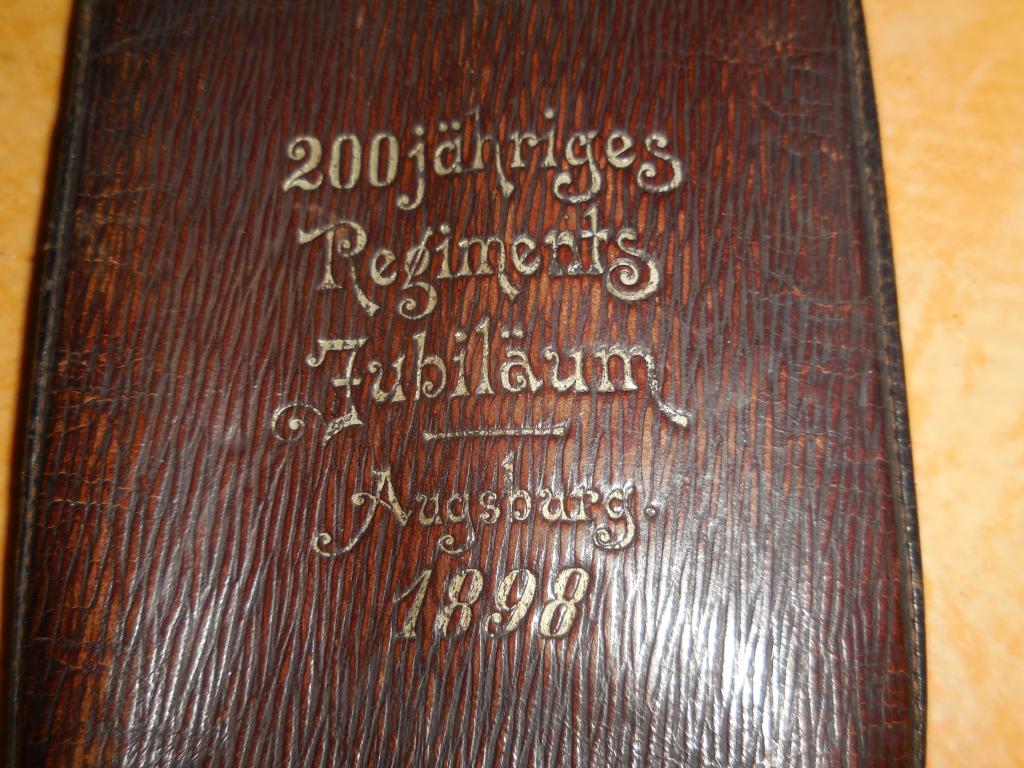 200jähriges
Regiments
Jubiläum
Augsburg.
1898